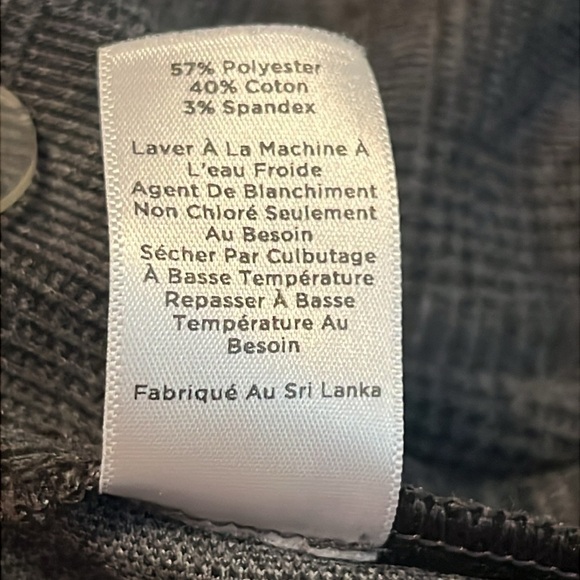 57% Polyester
40% Coton
3% Spandex
Laver À La Machine À
L'eau Froide
Agent De Blanchiment
Non Chloré Seulement
Au Besoin
Sécher Par Culbutage
À Basse Température
Repasser À Basse
Température Au
Besoin
Fabriqué Au Sri Lanka